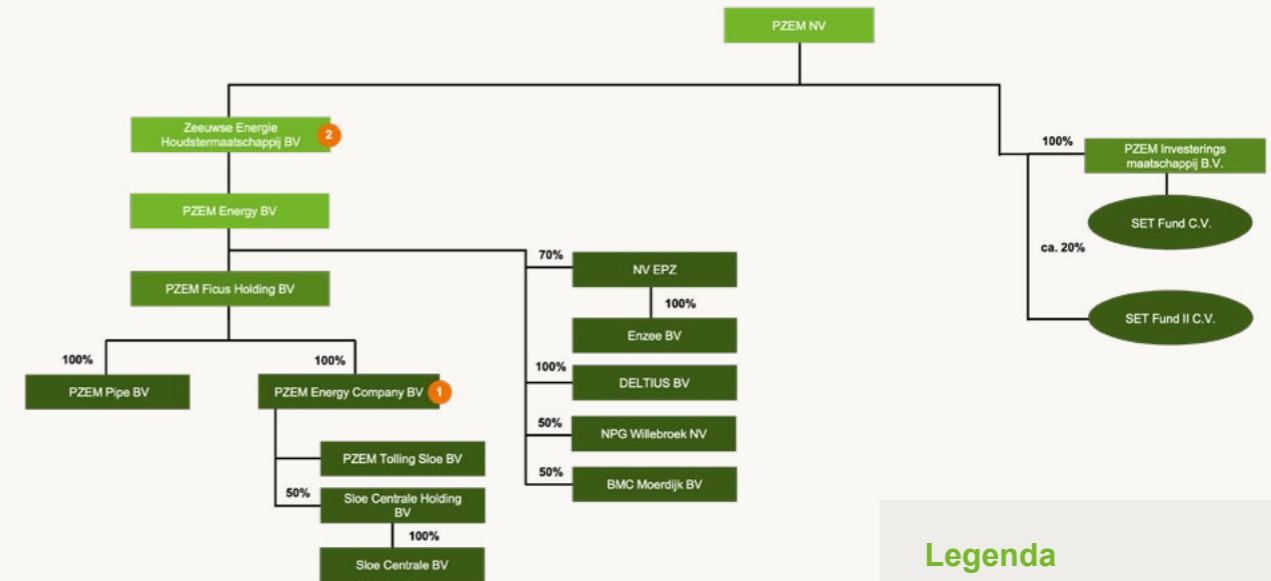 PZEM NV
Zeeuwse Energie
Houdstermaatschappij BV
2
100%
PZEM Investerings
maatschappij B.V.
PZEM Energy BV
SET Fund C.V.
ca. 20%
70%
NV EPZ
PZEM Ficus Holding BV
100%
SET Fund II C.V.
Enzee BV
100%
100%
100%
PZEM Pipe BV
PZEM Energy Company BV
1
DELTIUS BV
50%
NPG Willebroek NV
PZEM Tolling Sloe BV
50%
BMC Moerdijk BV
50%
Sloe Centrale Holding
BV
100%
Sloe Centrale BV
Legenda